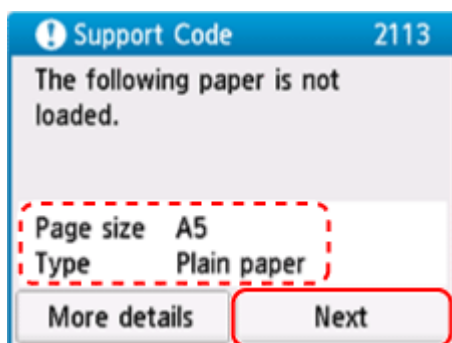 Support Code 2113
The following paper is not
loaded.
Page size A5
Type Plain paper
More details Next